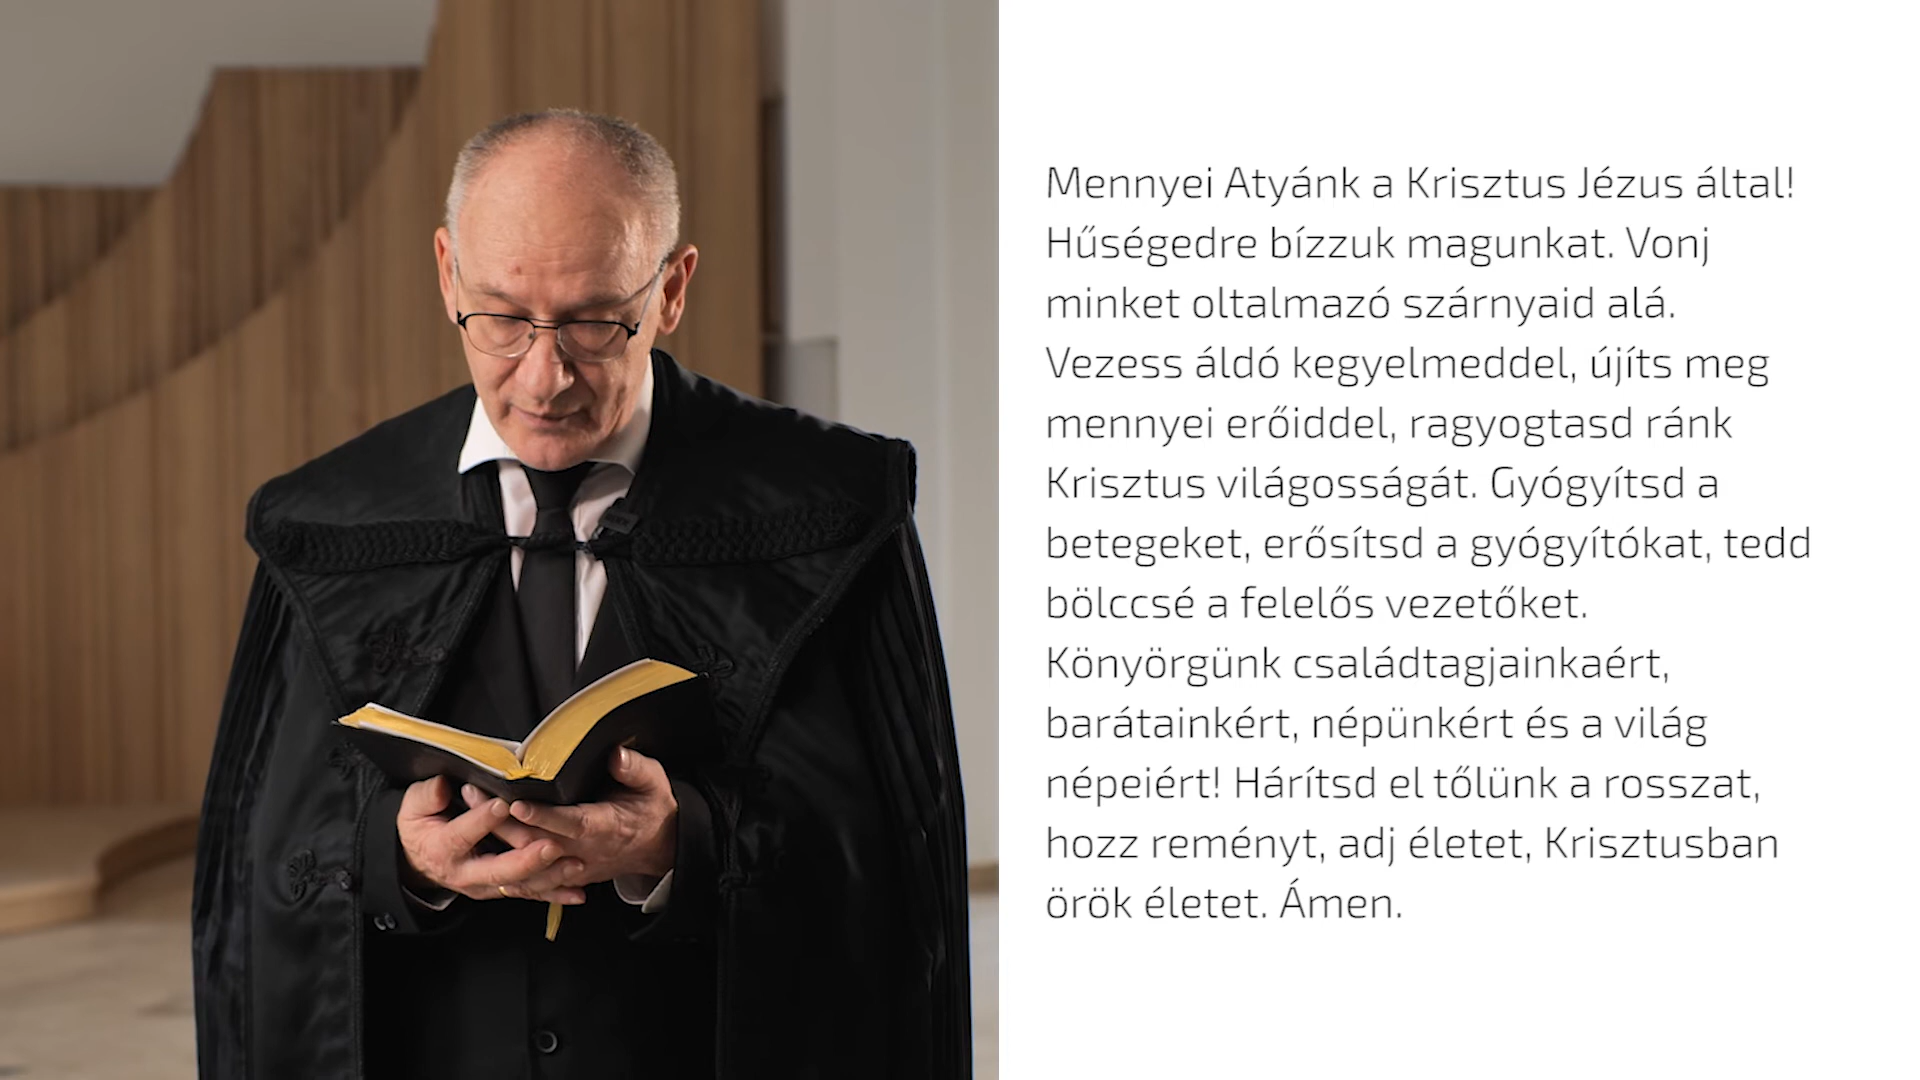 Mennyei Atyánk a Krisztus Jézus által!
Hűségedre bízzuk magunkat. Vonj
minket oltalmazó szárnyaid alá.
Vezess áldó kegyelmeddel, újíts meg
mennyei erőiddel, ragyogtasd ránk
Krisztus világosságát. Gyógyítsd a
betegeket, erősítsd a gyógyítókat, tedd
bölccsé a felelős vezetőket.
Könyörgünk családtagjainkaért,
barátainkért, népünkért és a világ
népeiért! Hárítsd el tőlünk a rosszat,
hozz reményt, adj életet, Krisztusban
örök életet. Ámen.